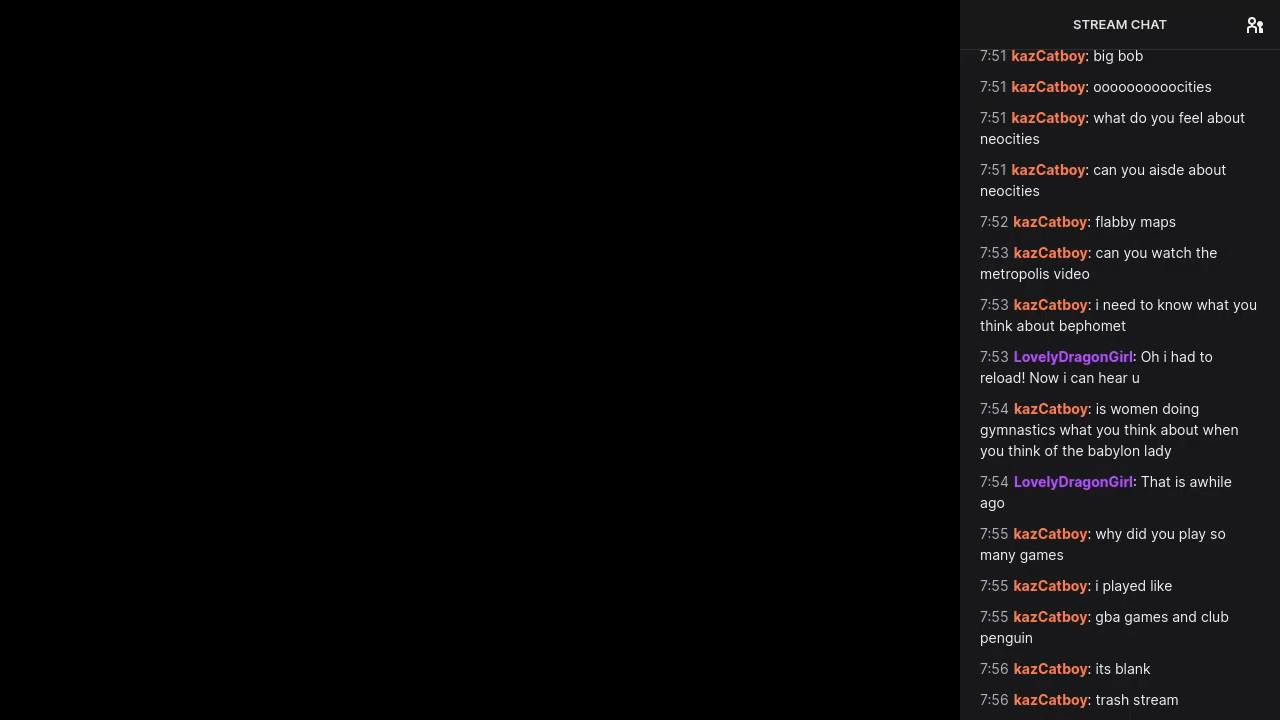 STREAM CHAT
7:51 kazCatboy: big bob
7:51 kazCatboy: oooooooooocities
7:51 kazCatboy: what do you feel about
neocities
7:51 kazCatboy: can you aisde about
neocities
7:52 kazCatboy: flabby maps
7:53 kazCatboy: can you watch the
metropolis video
7:53 kazCatboy: i need to know what you
think about bephomet
7:53 LovelyDragonGirl: Oh i had to
reload! Now i can hear u
7:54 kazCatboy: is women doing
gymnastics what you think about when
you think of the babylon lady
7:54 LovelyDragonGirl: That is awhile
ago
7:55 kazCatboy: why did you play so
many games
7:55 kazCatboy: i played like
7:55 kazCatboy: gba games and club
penguin
7:56 kazCatboy: its blank
7:56 kazCatboy: trash stream